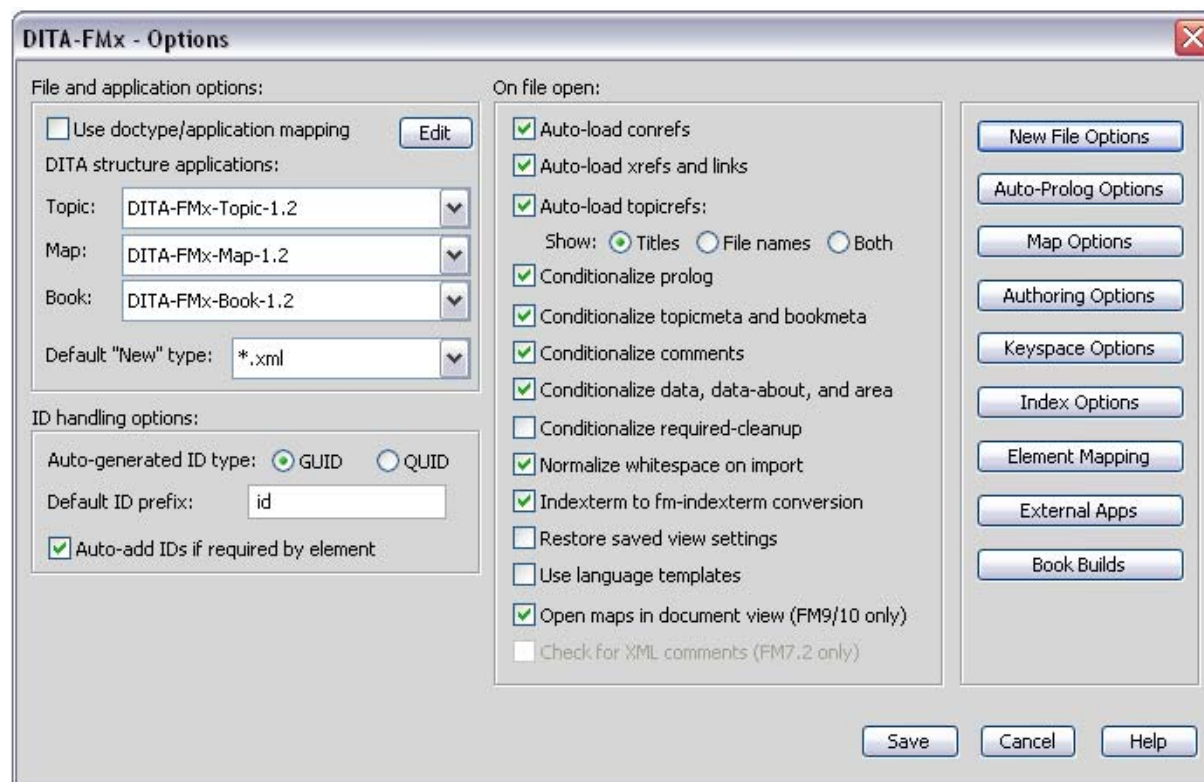 DITA-FMx - Options
File and application options:
Use doctype/application mapping
Edit
DITA structure applications:
Topic:
DITA-FMx-Topic-1.2
Map:
DITA-FMx-Map-1.2
Book:
DITA-FMx-Book-1.2
Default "New" type:
*.xml
ID handling options:
Auto-generated ID type:
GUID
QUID
Default ID prefix:
id
Auto-add IDs if required by element
On file open:
Auto-load conrefs
Auto-load xrefs and links
Auto-load topicrefs:
Show:
Titles
File names
Both
Conditionalize prolog
Conditionalize topicmeta and bookmeta
Conditionalize comments
Conditionalize data, data-about, and area
Conditionalize required-cleanup
Normalize whitespace on import
Indexterm to fm-indexterm conversion
Restore saved view settings
Use language templates
Open maps in document view (FM9/10 only)
Check for XML comments (FM7.2 only)
New File Options
Auto-Prolog Options
Map Options
Authoring Options
Keyspace Options
Index Options
Element Mapping
External Apps
Book Builds
Save
Cancel
Help